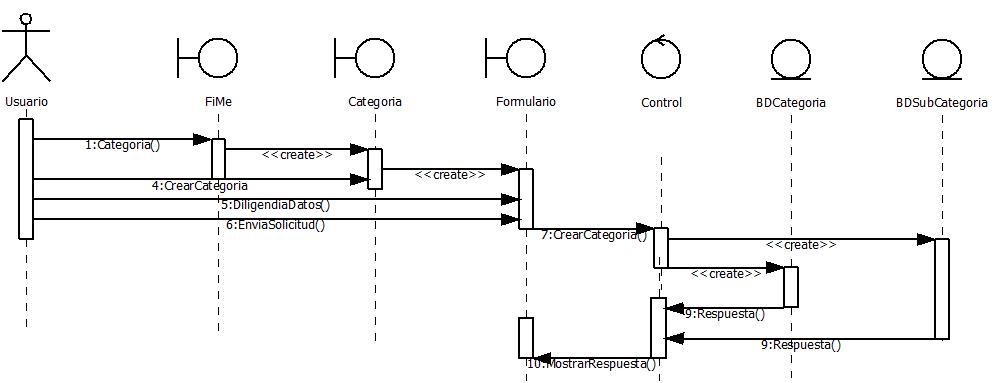 Usuario
FiMe
Categoria
Formulario
Control
BDCategoria
BDSubCategoria
1:Categoria()
<<create>>
<<create>>
4:CrearCategoria
5:DiligendiaDatos()
6:EnviaSolicitud()
7:CrearCategoria()
<<create>>
<<create>>
9:Respuesta()
9:Respuesta()
10:MostrarRespuesta()